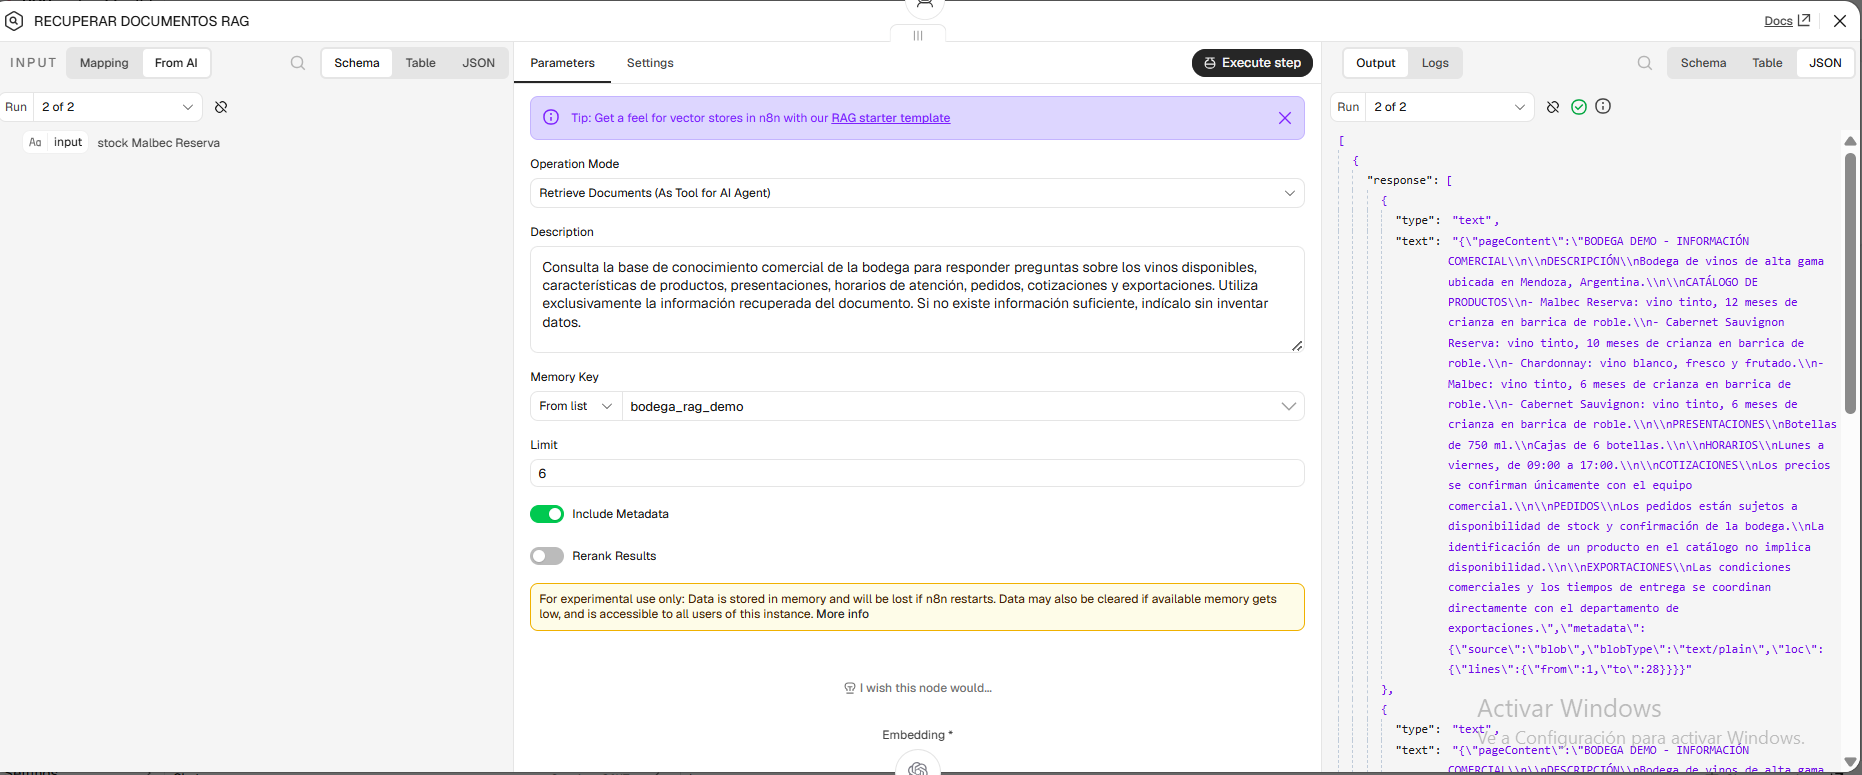 RECUPERAR DOCUMENTOS RAG
Docs
INPUT
Mapping
From AI
Schema
Table
JSON
Run
2 of 2
Aa
input
stock Malbec Reserva
Parameters
Settings
Execute step
Tip: Get a feel for vector stores in n8n with our RAG starter template
Operation Mode
Retrieve Documents (As Tool for AI Agent)
Description
Consulta la base de conocimiento comercial de la bodega para responder preguntas sobre los vinos disponibles,
características de productos, presentaciones, horarios de atención, pedidos, cotizaciones y exportaciones. Utiliza
exclusivamente la información recuperada del documento. Si no existe información suficiente, indícalo sin inventar
datos.
Memory Key
From list
bodega_rag_demo
Limit
6
Include Metadata
Rerank Results
For experimental use only: Data is stored in memory and will be lost if n8n restarts. Data may also be cleared if available memory gets
low, and is accessible to all users of this instance. More info
I wish this node would...
Embedding *
Output
Logs
Schema
Table
JSON
Run
2 of 2
[
{
"response": [
{
"type": "text",
"text": "{\"pageContent\":\"BODEGA DEMO - INFORMACIÓN
COMERCIAL\\n\\nDESCRIPCIÓN\\nBodega de vinos de alta gama
ubicada en Mendoza, Argentina.\\n\\nCATÁLOGO DE
PRODUCTOS\\n- Malbec Reserva: vino tinto, 12 meses de
crianza en barrica de roble.\\n- Cabernet Sauvignon
Reserva: vino tinto, 10 meses de crianza en barrica de
roble.\\n- Chardonnay: vino blanco, fresco y frutado.\\n-
Malbec: vino tinto, 6 meses de crianza en barrica de
roble.\\n- Cabernet Sauvignon: vino tinto, 6 meses de
crianza en barrica de roble.\\n\\nPRESENTACIONES\\nBotellas
de 750 ml.\\nCajas de 6 botellas.\\n\\nHORARIOS\\nLunes a
viernes, de 09:00 a 17:00.\\n\\nCOTIZACIONES\\nLos precios
se confirman únicamente con el equipo
comercial.\\n\\nPEDIDOS\\nLos pedidos están sujetos a
disponibilidad de stock y confirmación de la bodega.\\nLa
identificación de un producto en el catálogo no implica
disponibilidad.\\n\\nEXPORTACIONES\\nLas condiciones
comerciales y los tiempos de entrega se coordinan
directamente con el departamento de
exportaciones.\",\"metadata\":
{\"source\":\"blob\",\"blobType\":\"text/plain\",\"loc\":
{\"lines\":{\"from\":1,\"to\":28}}}}"
},
{
"type": "text",
"text": "{\"pageContent\":\"BODEGA DEMO - INFORMACIÓN
COMERCIAL\\n\\nDESCRIPCIÓN\\nBodega de vinos de alta gama
Activar Windows
Ve a Configuración para activar Windows.